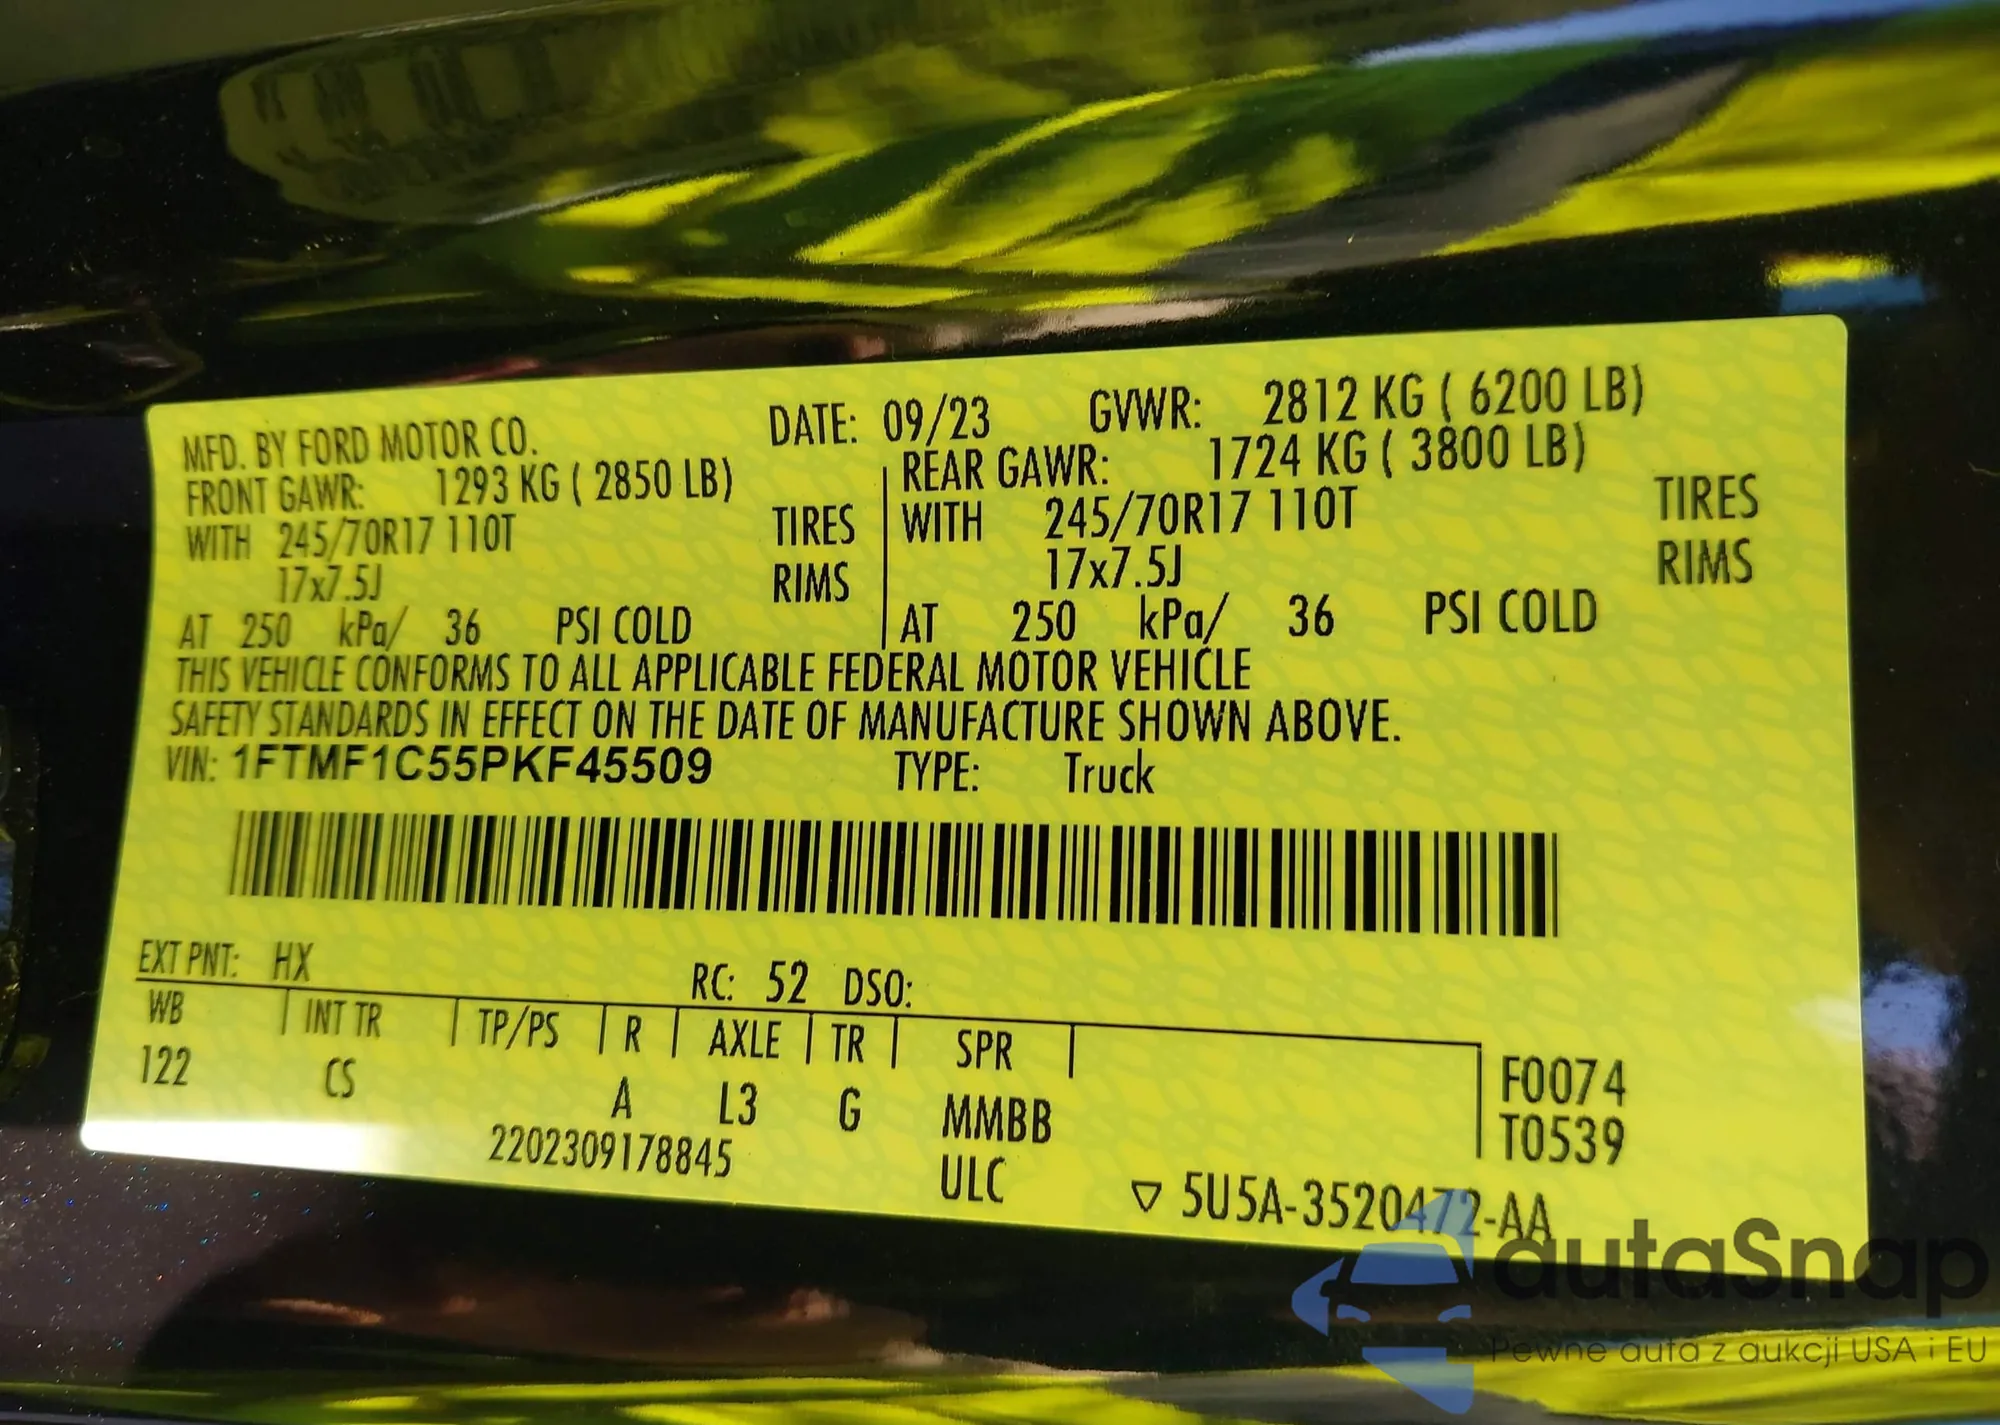 MFD. BY FORD MOTOR CO. DATE: 09/23 GVWR: 2812 KG ( 6200 LB)
FRONT GAWR: 1293 KG ( 2850 LB) REAR GAWR: 1724 KG ( 3800 LB)
WITH 245/70R17 110T TIRES WITH 245/70R17 110T TIRES
17x7.5J RIMS 17x7.5J RIMS
AT 250 kPa/ 36 PSI COLD AT 250 kPa/ 36 PSI COLD
THIS VEHICLE CONFORMS TO ALL APPLICABLE FEDERAL MOTOR VEHICLE
SAFETY STANDARDS IN EFFECT ON THE DATE OF MANUFACTURE SHOWN ABOVE.
VIN: 1FTMF1C55PKF45509 TYPE: Truck
EXT PNT: HX RC: 52 DSO:
WB INT TR TP/PS R AXLE TR SPR
122 CS A L3 G MMBB F0074
T0539
2202309178845 ULC ▽ 5U5A-3520472-AA
autaSnap
Pewne auta z aukcji USA i EU